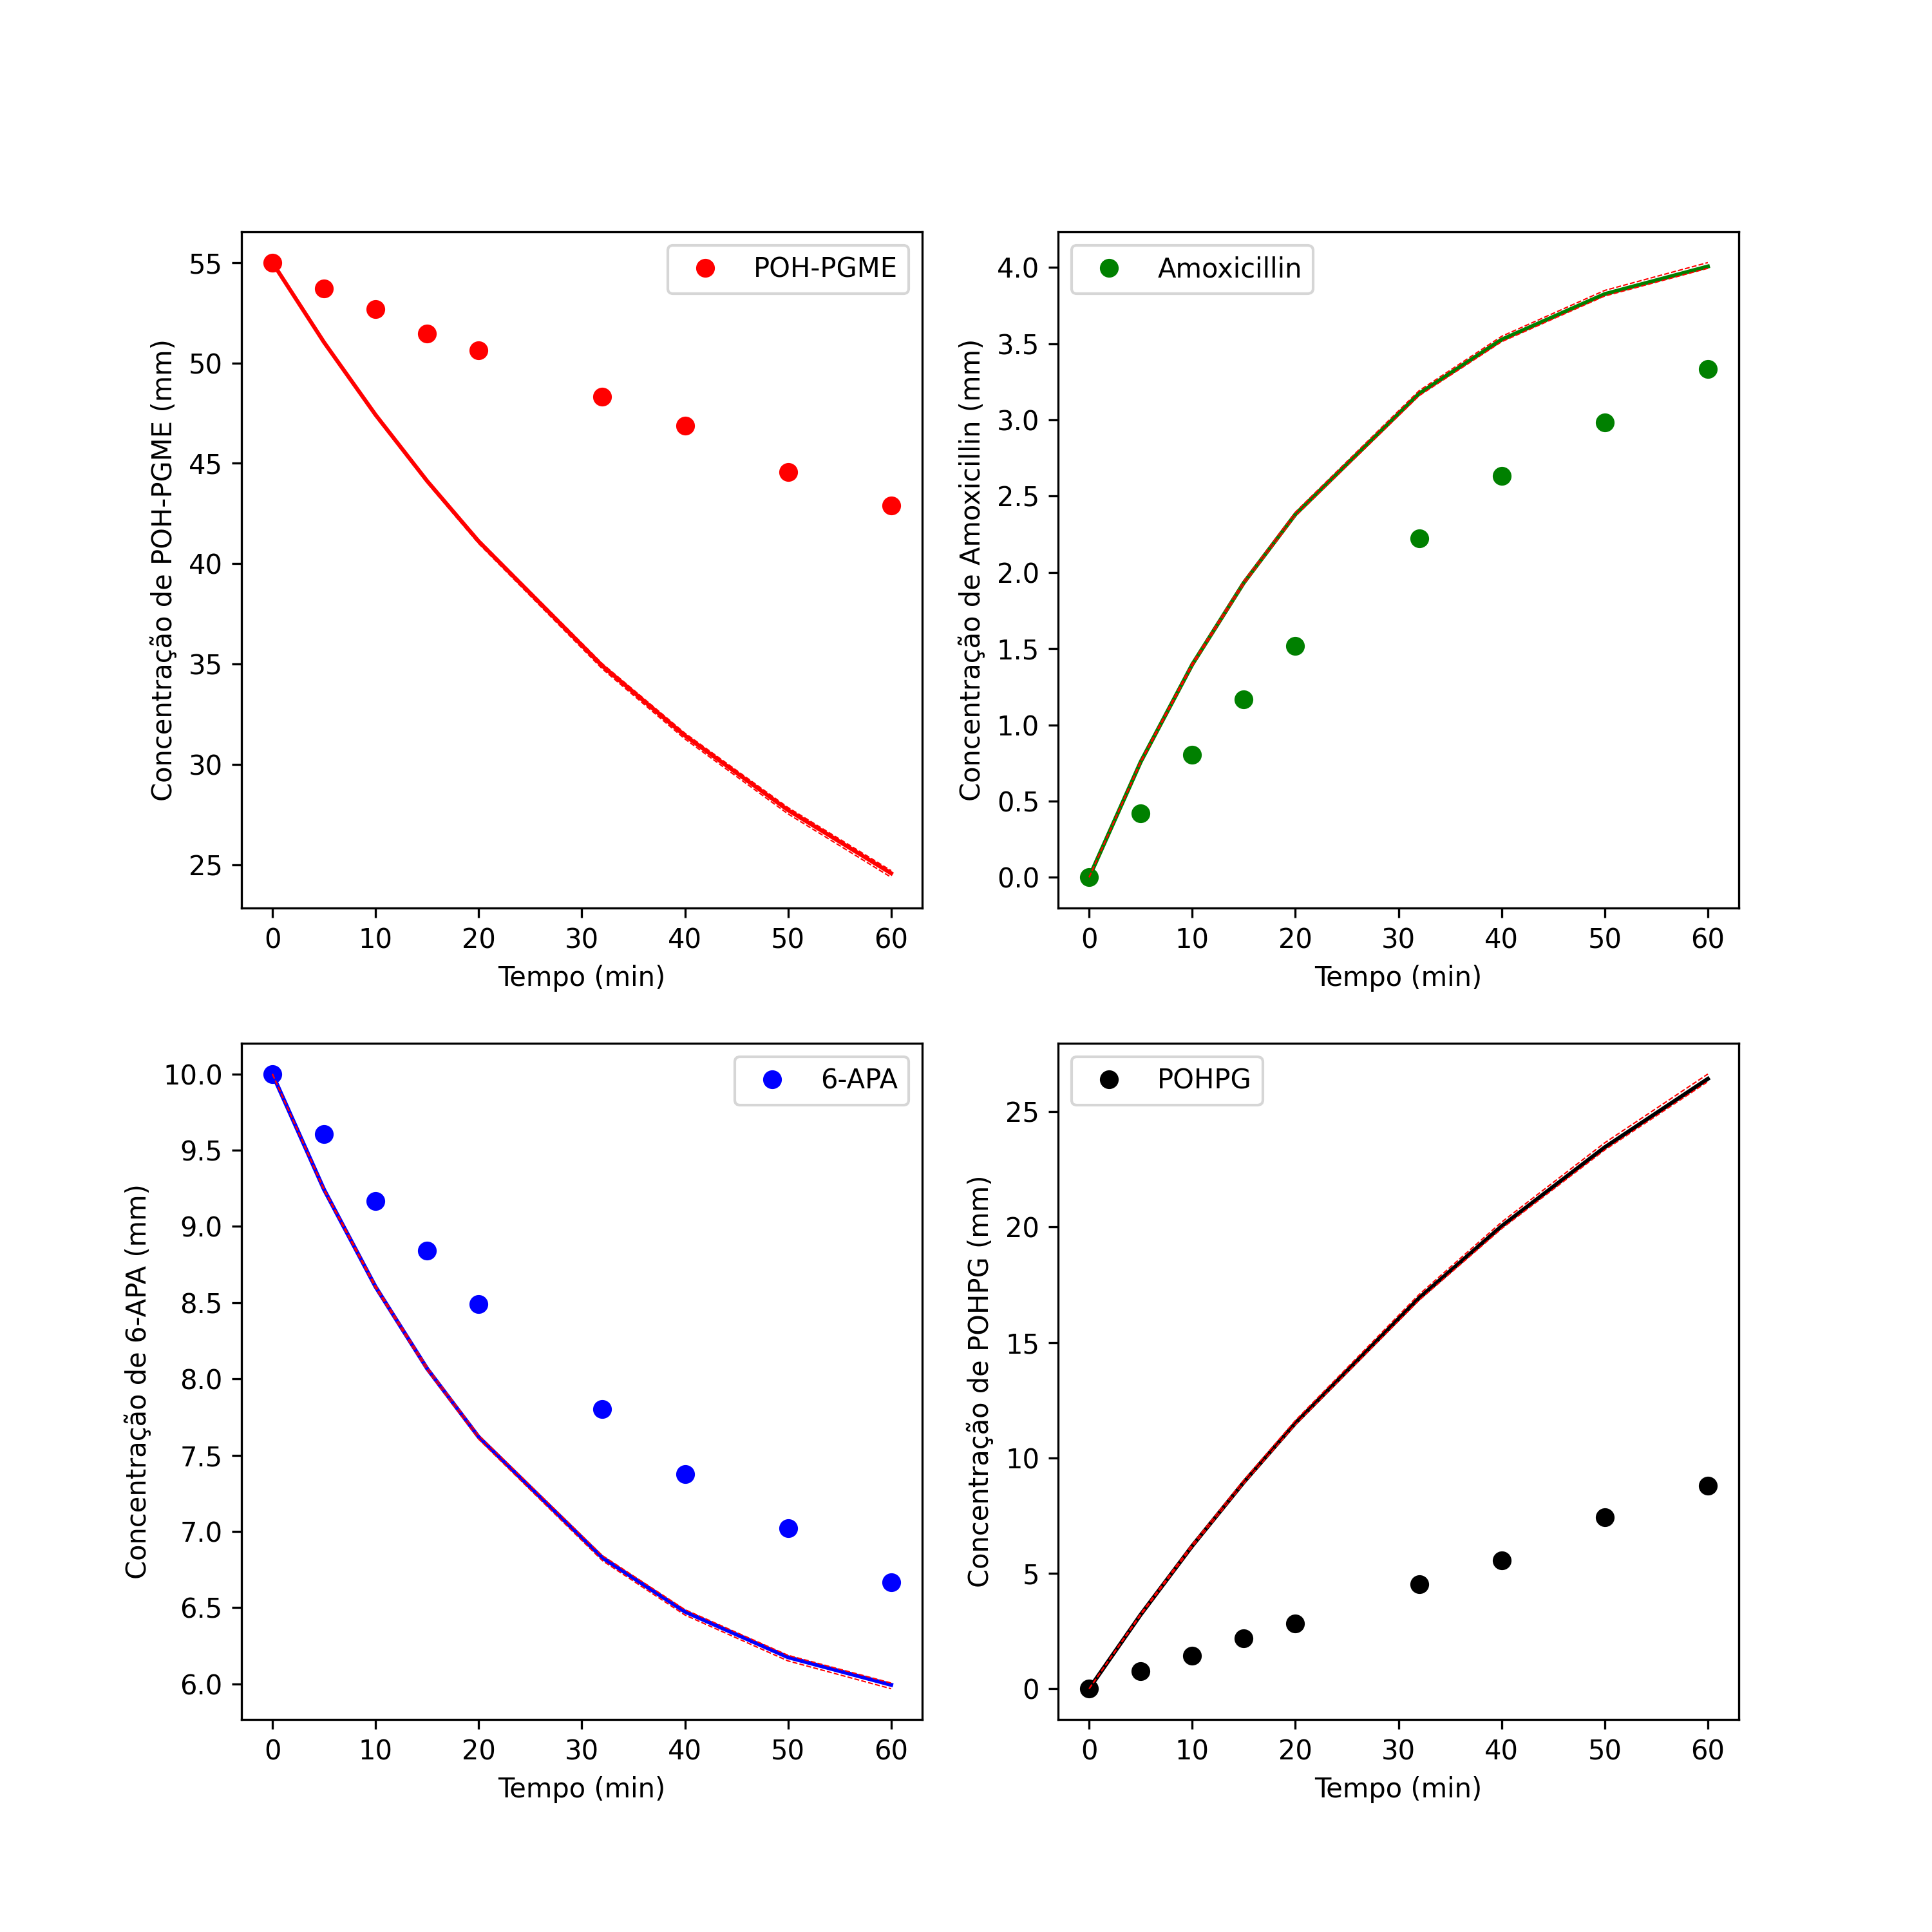 POH-PGME
55
50
45
40
35
30
25
Concentração de POH-PGME (mm)
0 10 20 30 40 50 60
Tempo (min)
Amoxicillin
4.0
3.5
3.0
2.5
2.0
1.5
1.0
0.5
0.0
Concentração de Amoxicillin (mm)
0 10 20 30 40 50 60
Tempo (min)
6-APA
10.0
9.5
9.0
8.5
8.0
7.5
7.0
6.5
6.0
Concentração de 6-APA (mm)
0 10 20 30 40 50 60
Tempo (min)
POHPG
25
20
15
10
5
0
Concentração de POHPG (mm)
0 10 20 30 40 50 60
Tempo (min)